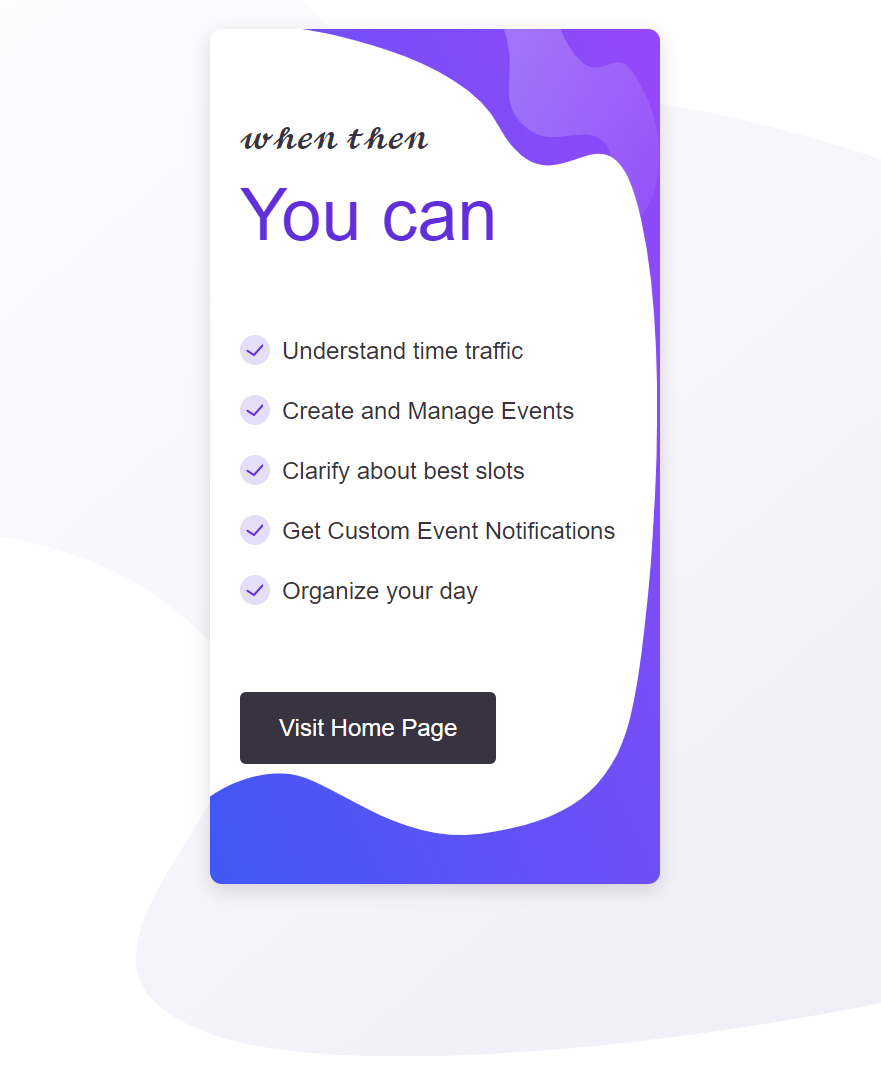 when then
You can
Understand time traffic
Create and Manage Events
Clarify about best slots
Get Custom Event Notifications
Organize your day
Visit Home Page